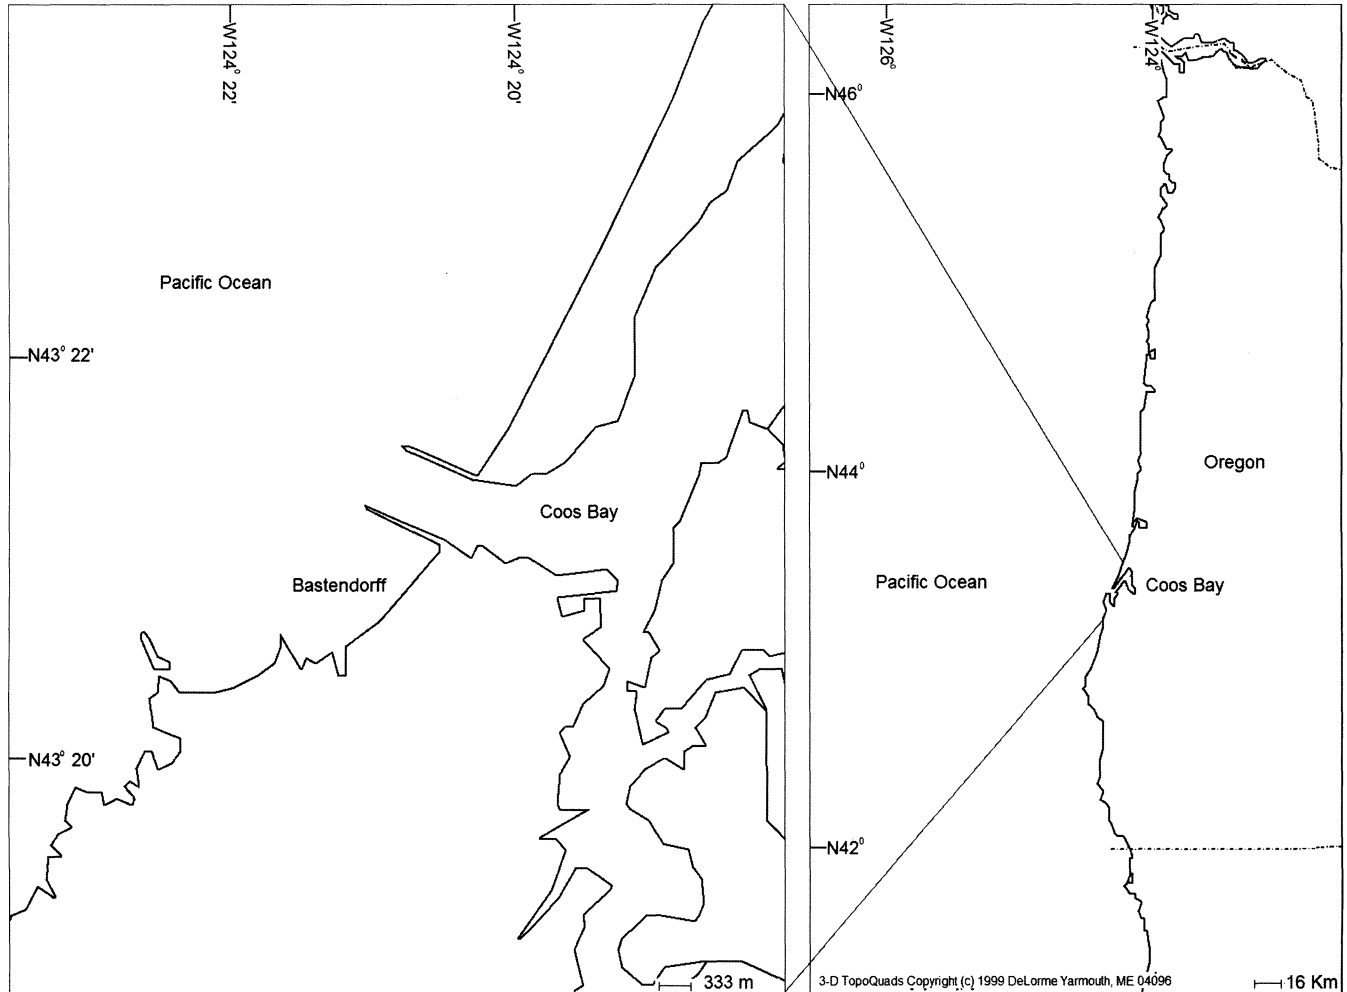 W124° 22'
W124° 20'
Pacific Ocean
N43° 22'
Coos Bay
Bastendorff
N43° 20'
333 m
W126°
W124°
N46°
N44°
Oregon
Pacific Ocean
Coos Bay
N42°
3-D TopoQuads Copyright (c) 1999 DeLorme Yarmouth, ME 04096
16 Km